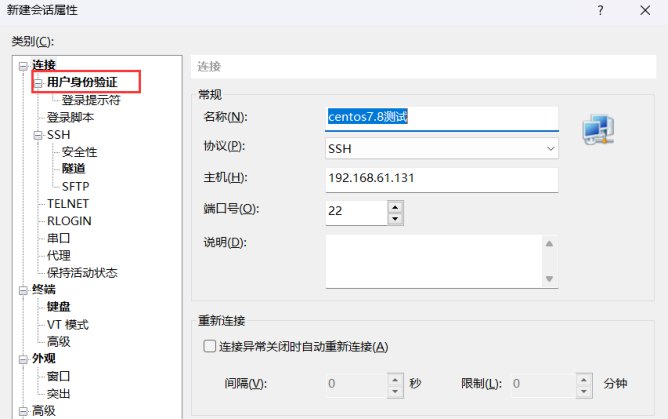 新建会话属性
?
类别(C):
连接
用户身份验证
登录提示符
登录脚本
SSH
安全性
隧道
SFTP
TELNET
RLOGIN
串口
代理
保持活动状态
终端
键盘
VT 模式
高级
外观
窗口
突出
高级
连接
常规
名称(N):
centos7.8测试
协议(P):
SSH
主机(H):
192.168.61.131
端口号(O):
22
说明(D):
重新连接
连接异常关闭时自动重新连接(A)
间隔(V):
0
秒
限制(L):
0
分钟